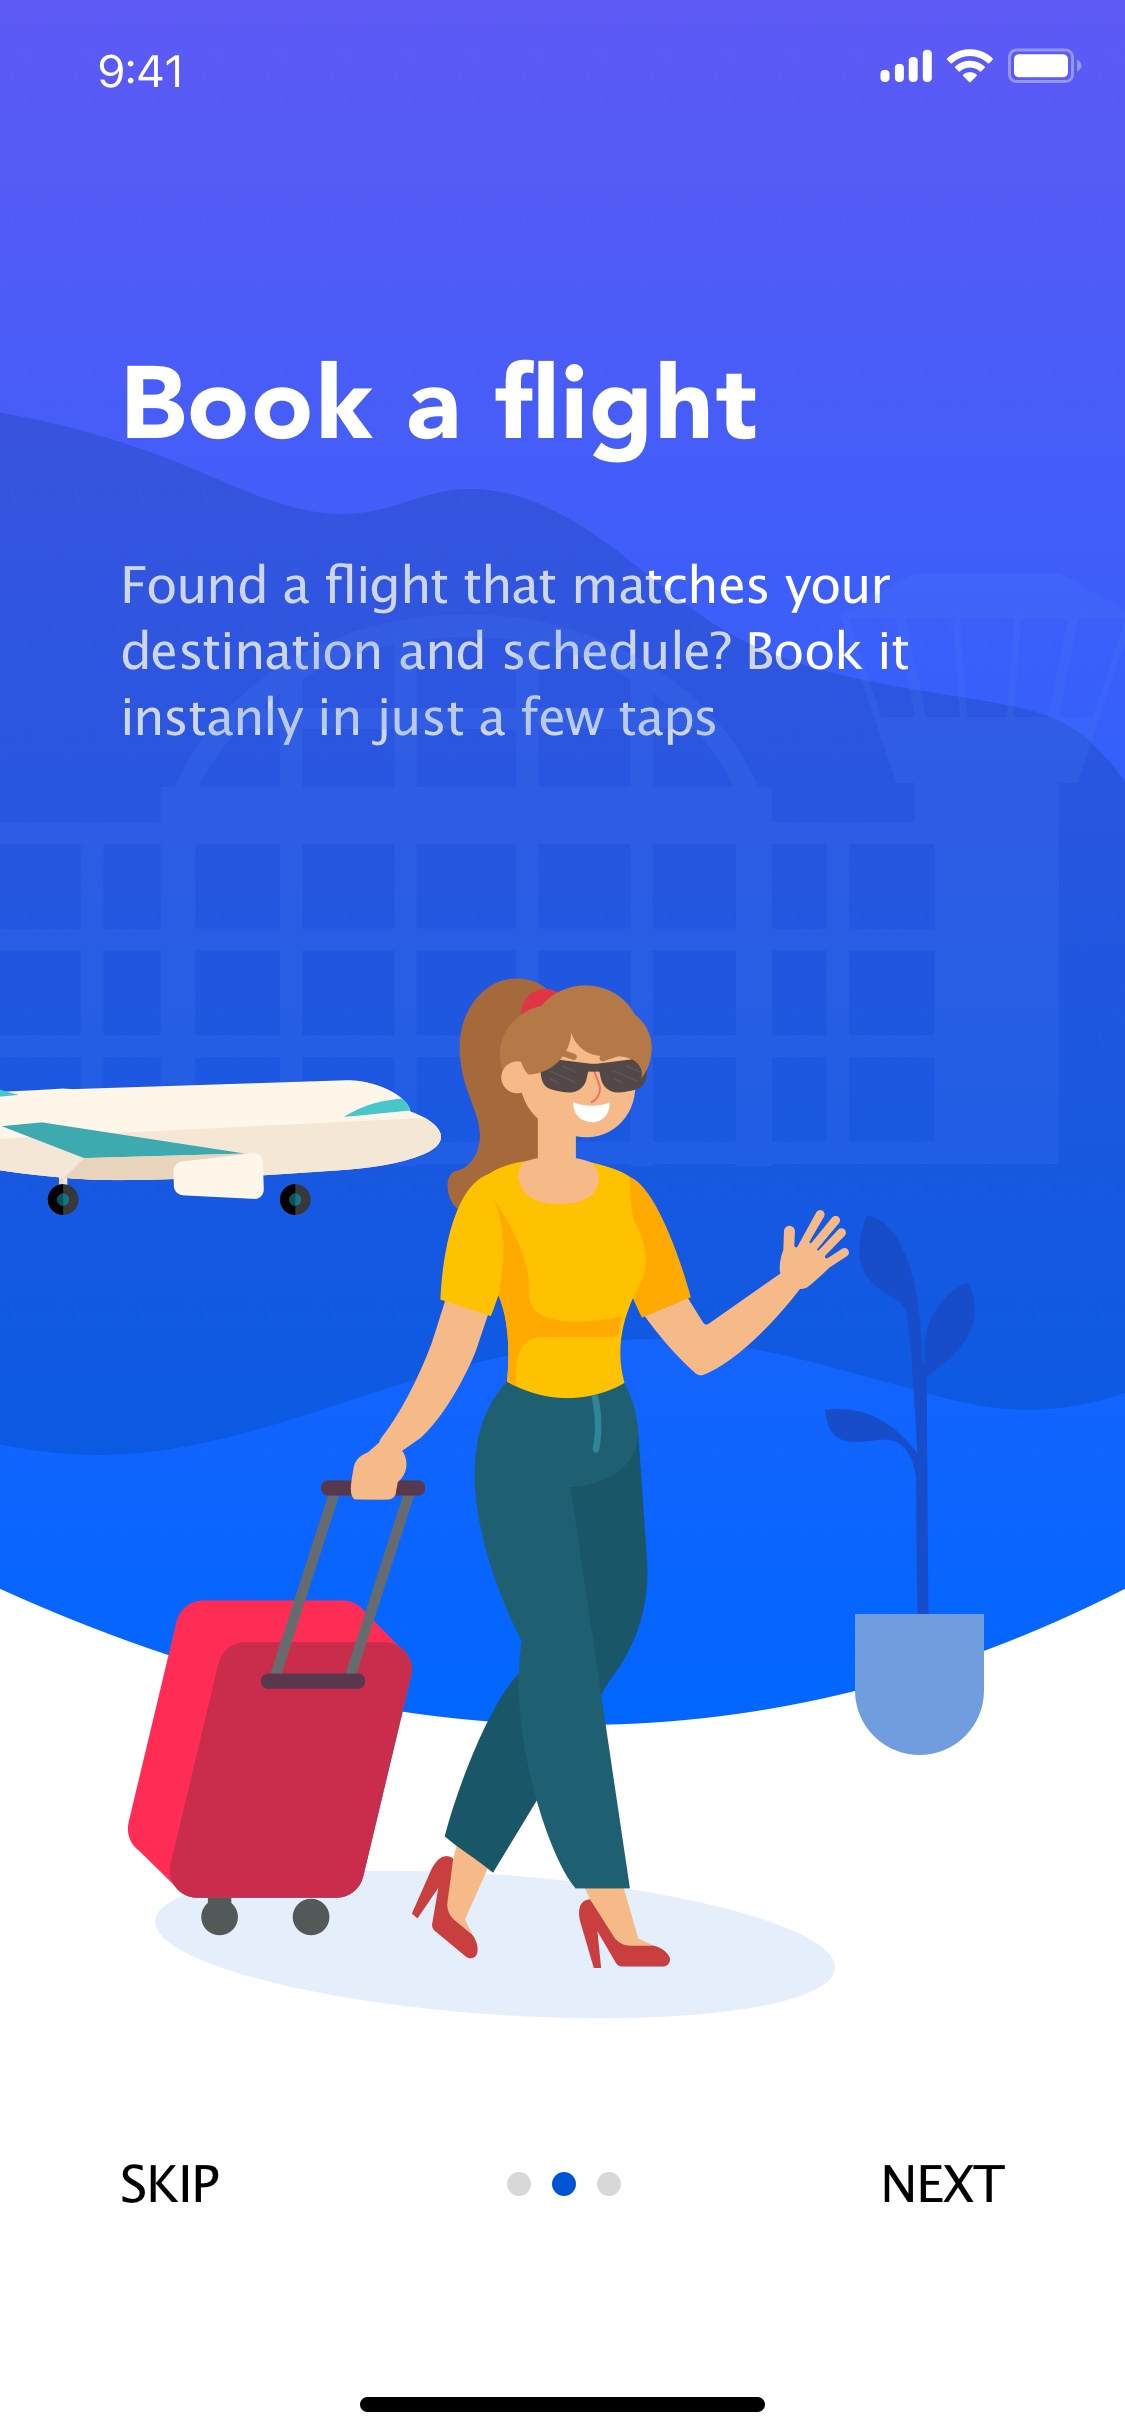 9:41
Book a flight
Found a flight that matches your
destination and schedule? Book it
instanly in just a few taps
SKIP
NEXT